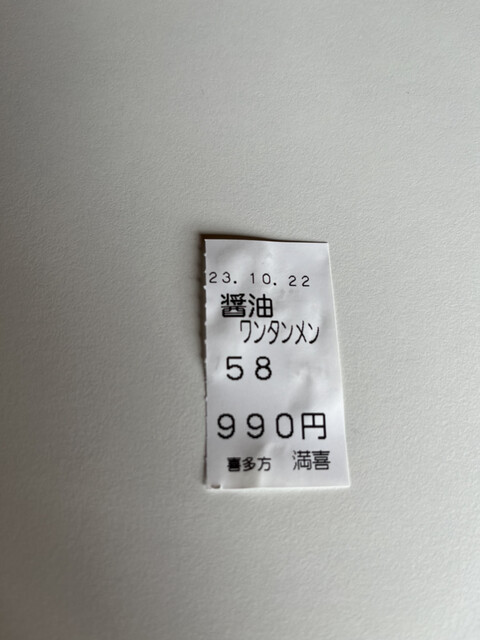 23.10.22
醤油
ワンタンメン
58
990円
喜多方 満喜